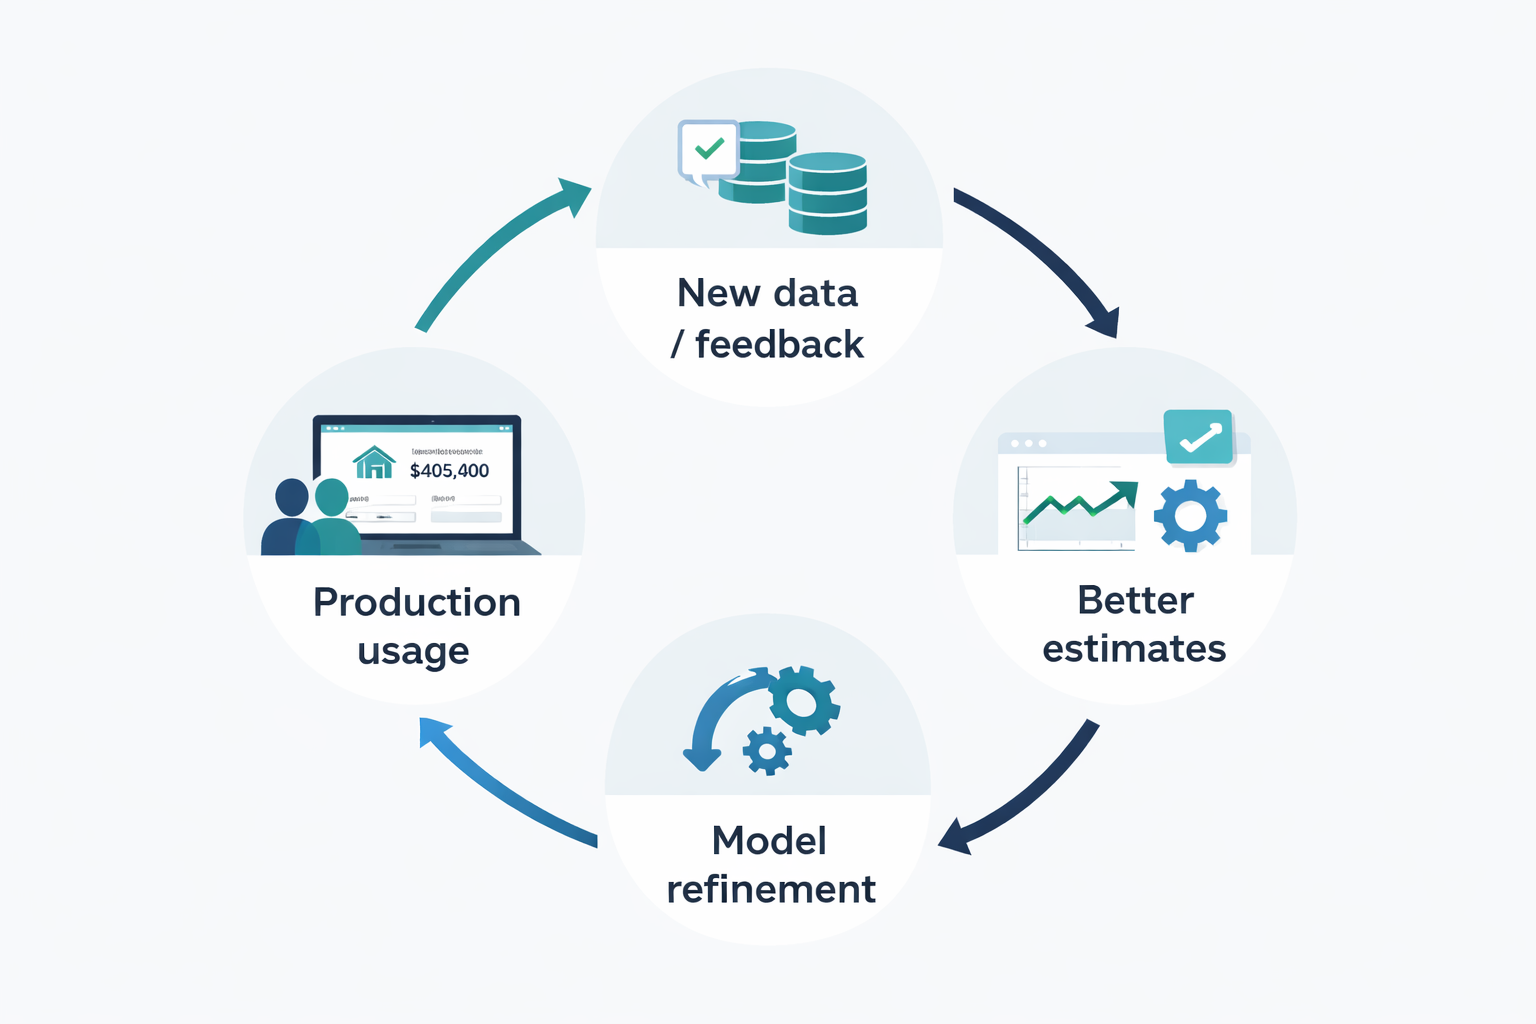 New data
/ feedback
$405,400
Production
usage
Better
estimates
Model
refinement